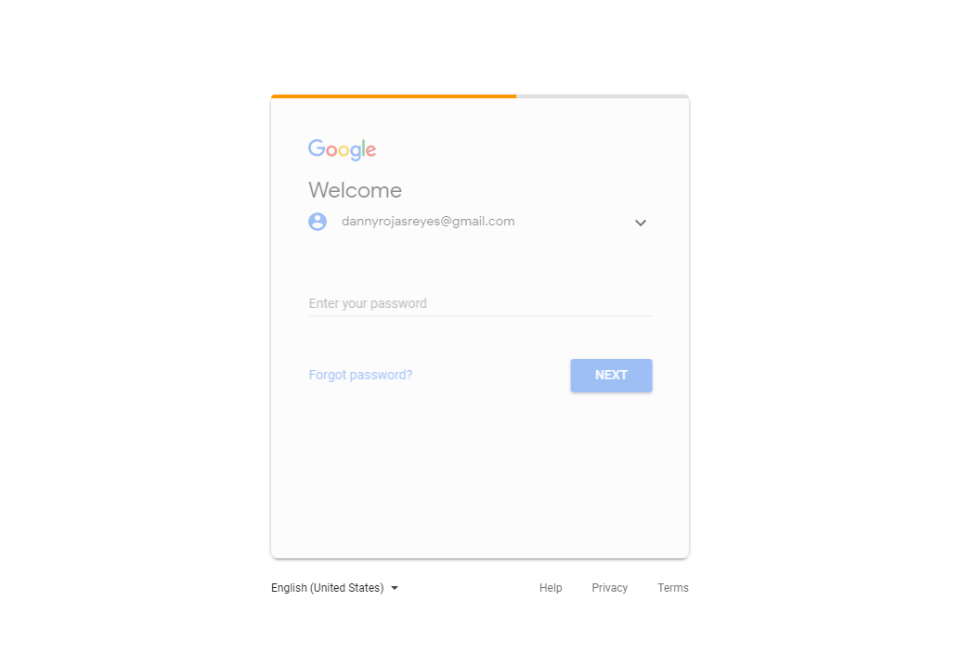 Google
Welcome
dannyrojasreyes@gmail.com
Enter your password
Forgot password?
NEXT
English (United States)
Help
Privacy
Terms